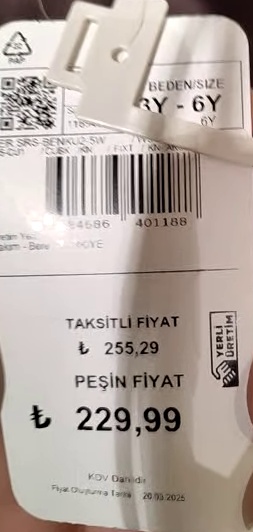 PAP
BEDEN/SIZE
3Y - 6Y
6Y
401188
TAKSİTLİ FİYAT
₺ 255,29
PEŞİN FİYAT
₺ 229,99
YERLİ
ÜRETİM
KDV Dahildir
Fiyat Oluşturma Tarihi 20.03.2025